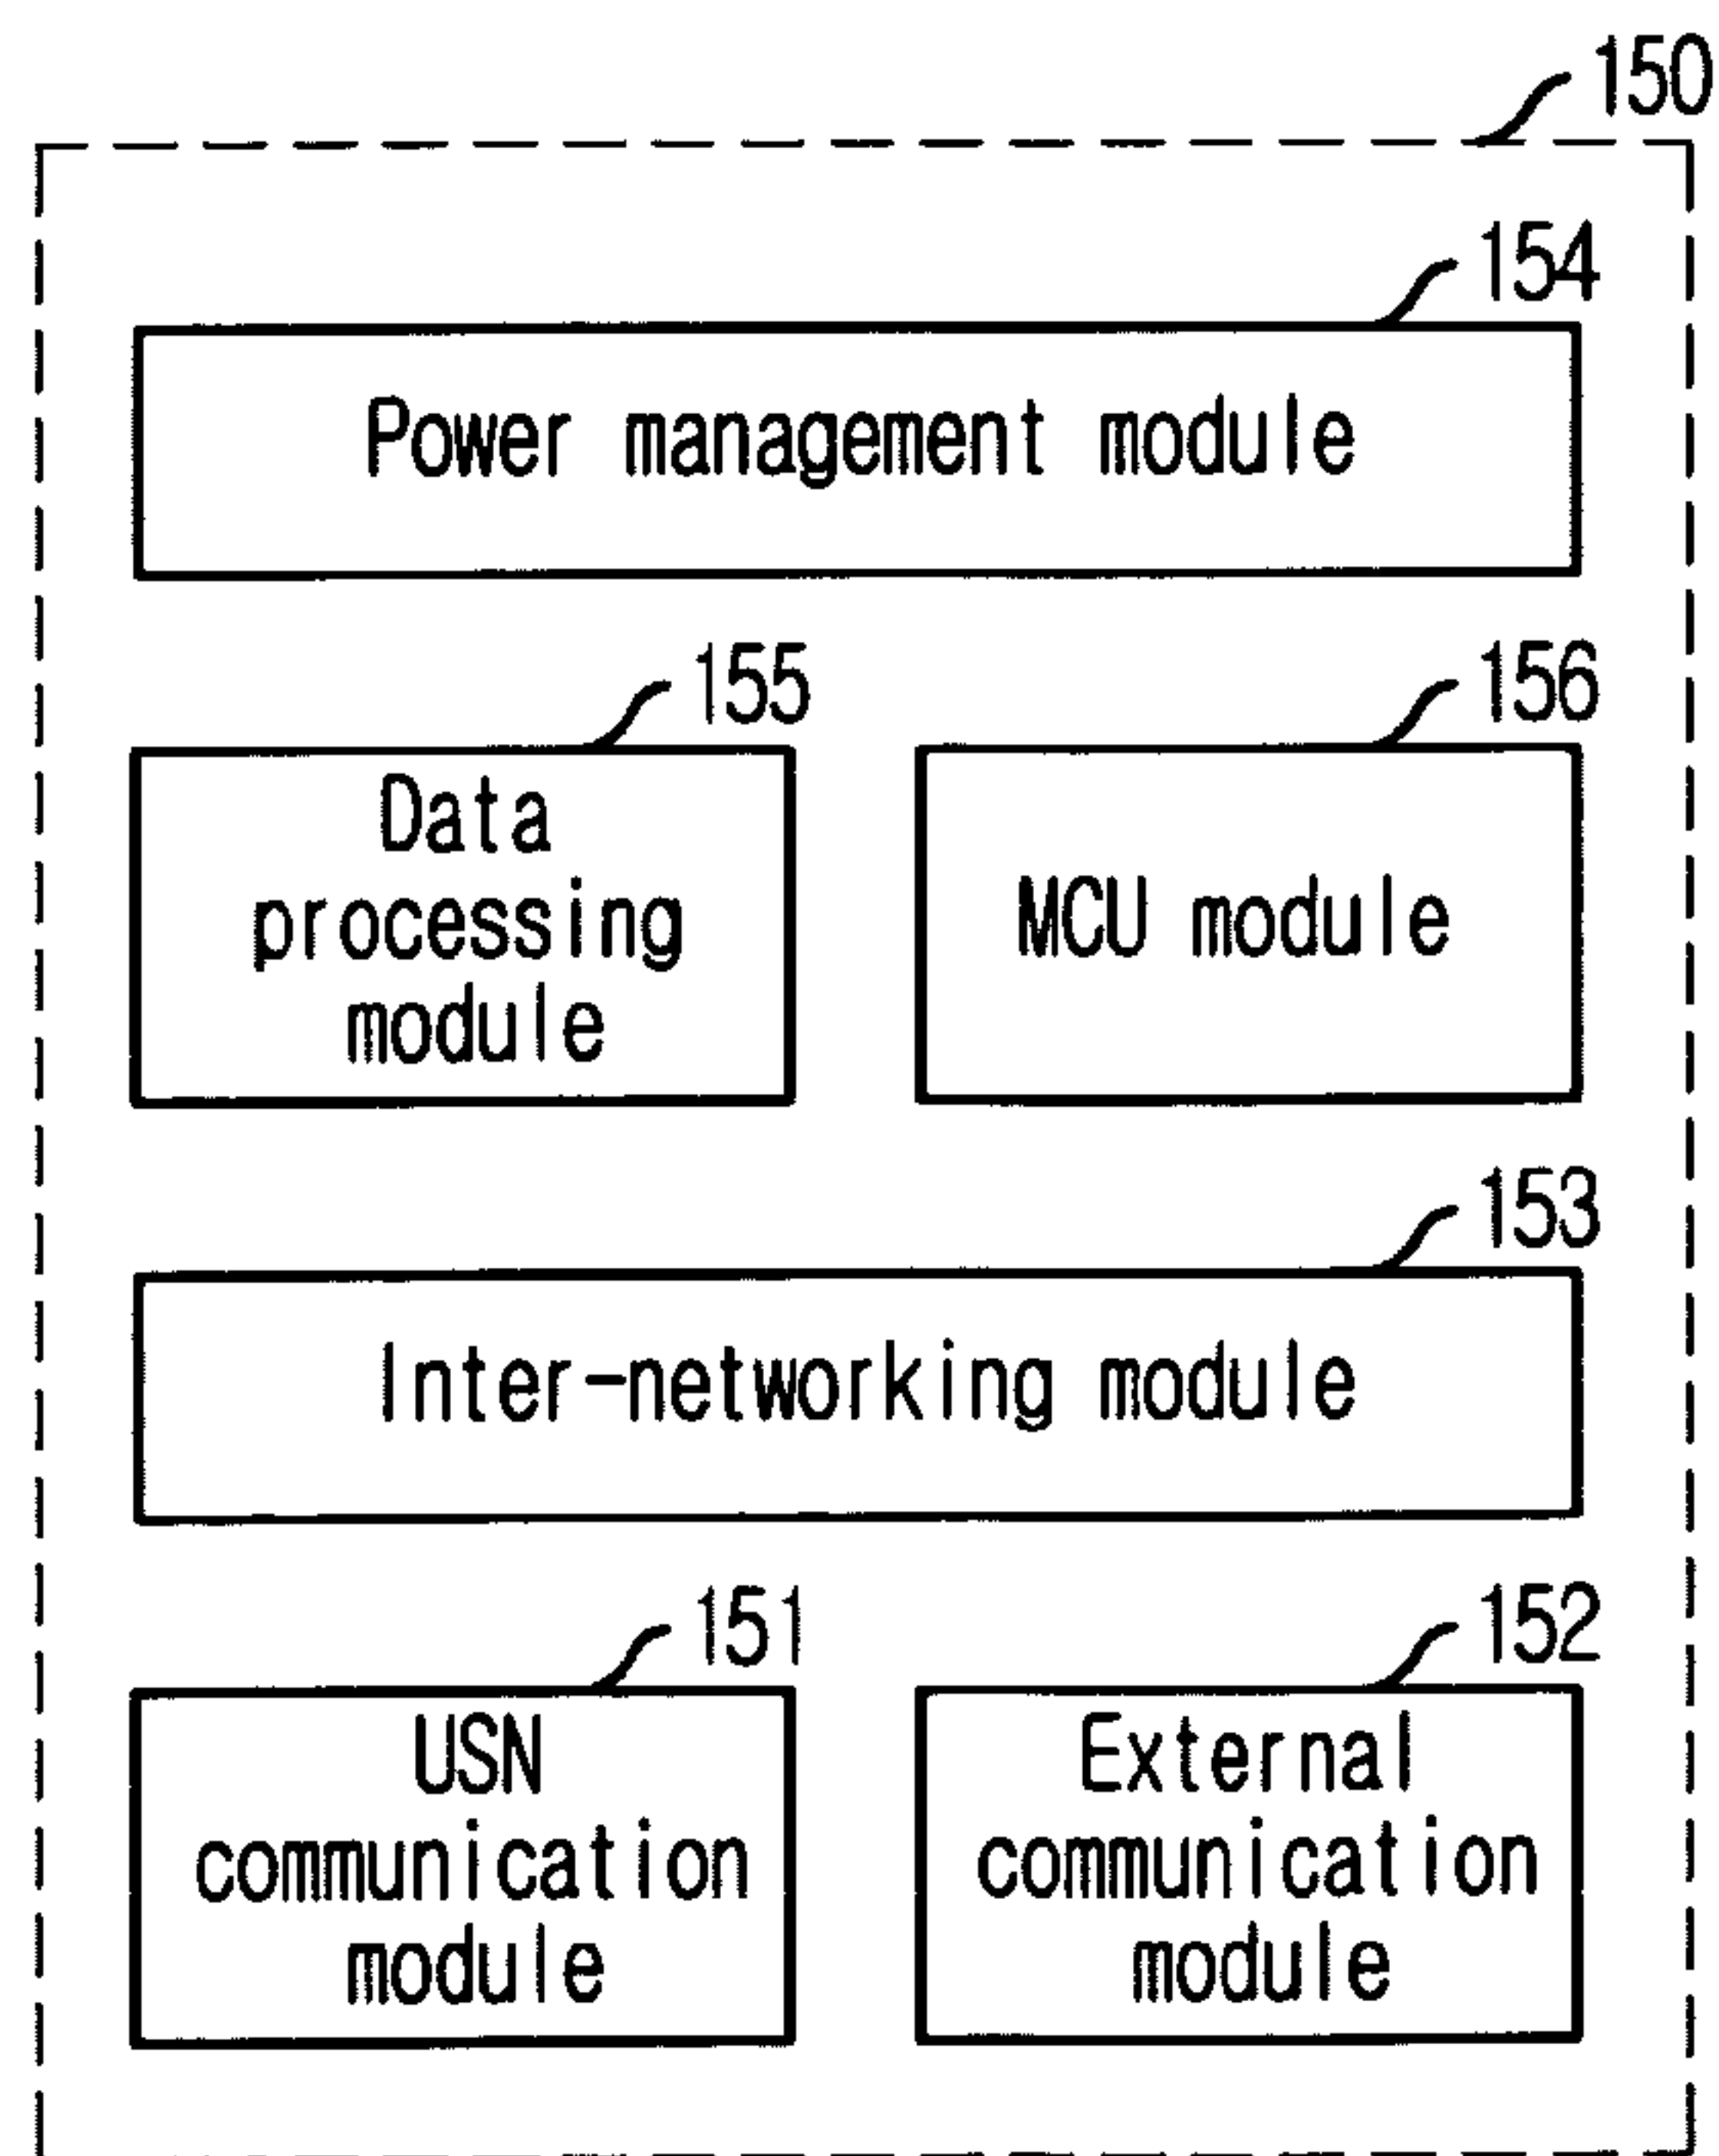 150
154
Power management module
155
Data
processing
module
156
MCU module
153
Inter-networking module
151
USN
communication
module
152
External
communication
module